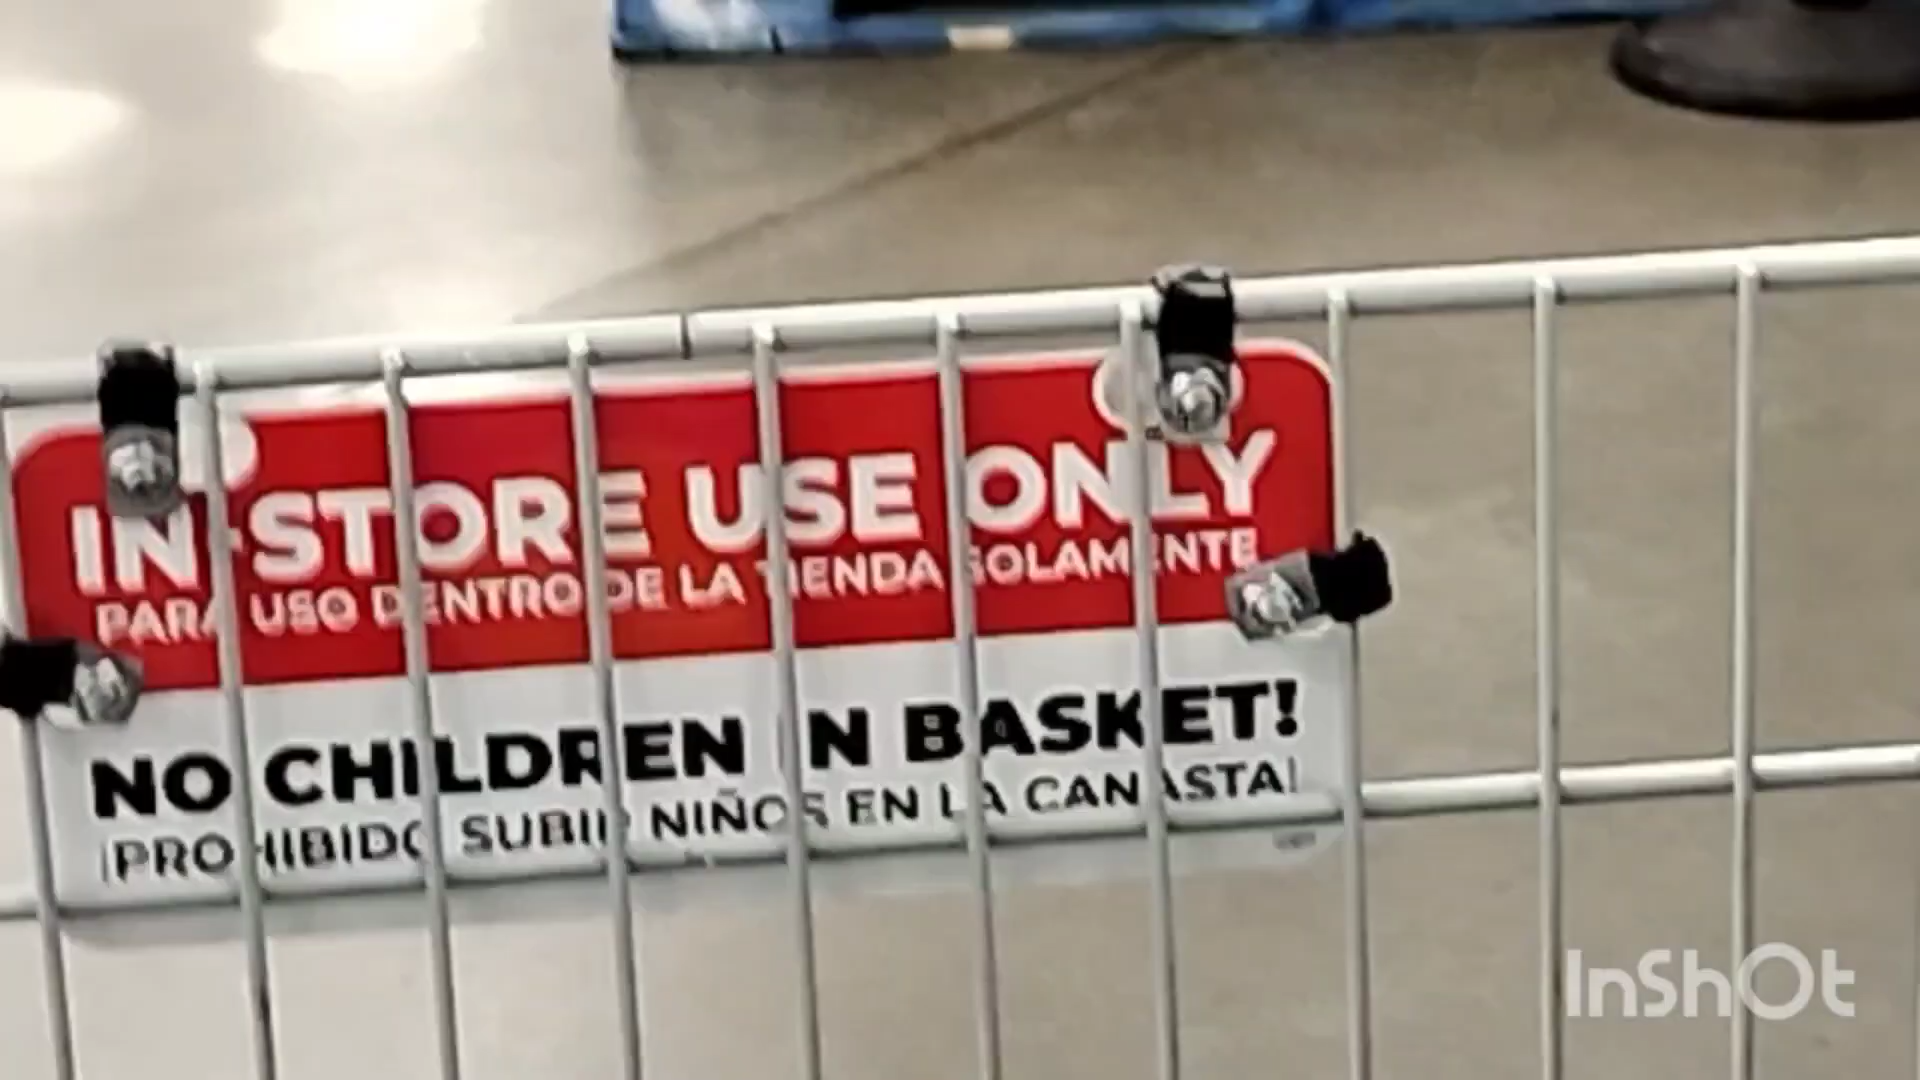 IN-STORE USE ONLY
PARA USO DENTRO DE LA TIENDA SOLAMENTE
NO CHILDREN IN BASKET!
¡PROHIBIDO SUBIR NIÑOS EN LA CANASTA!
InShOt